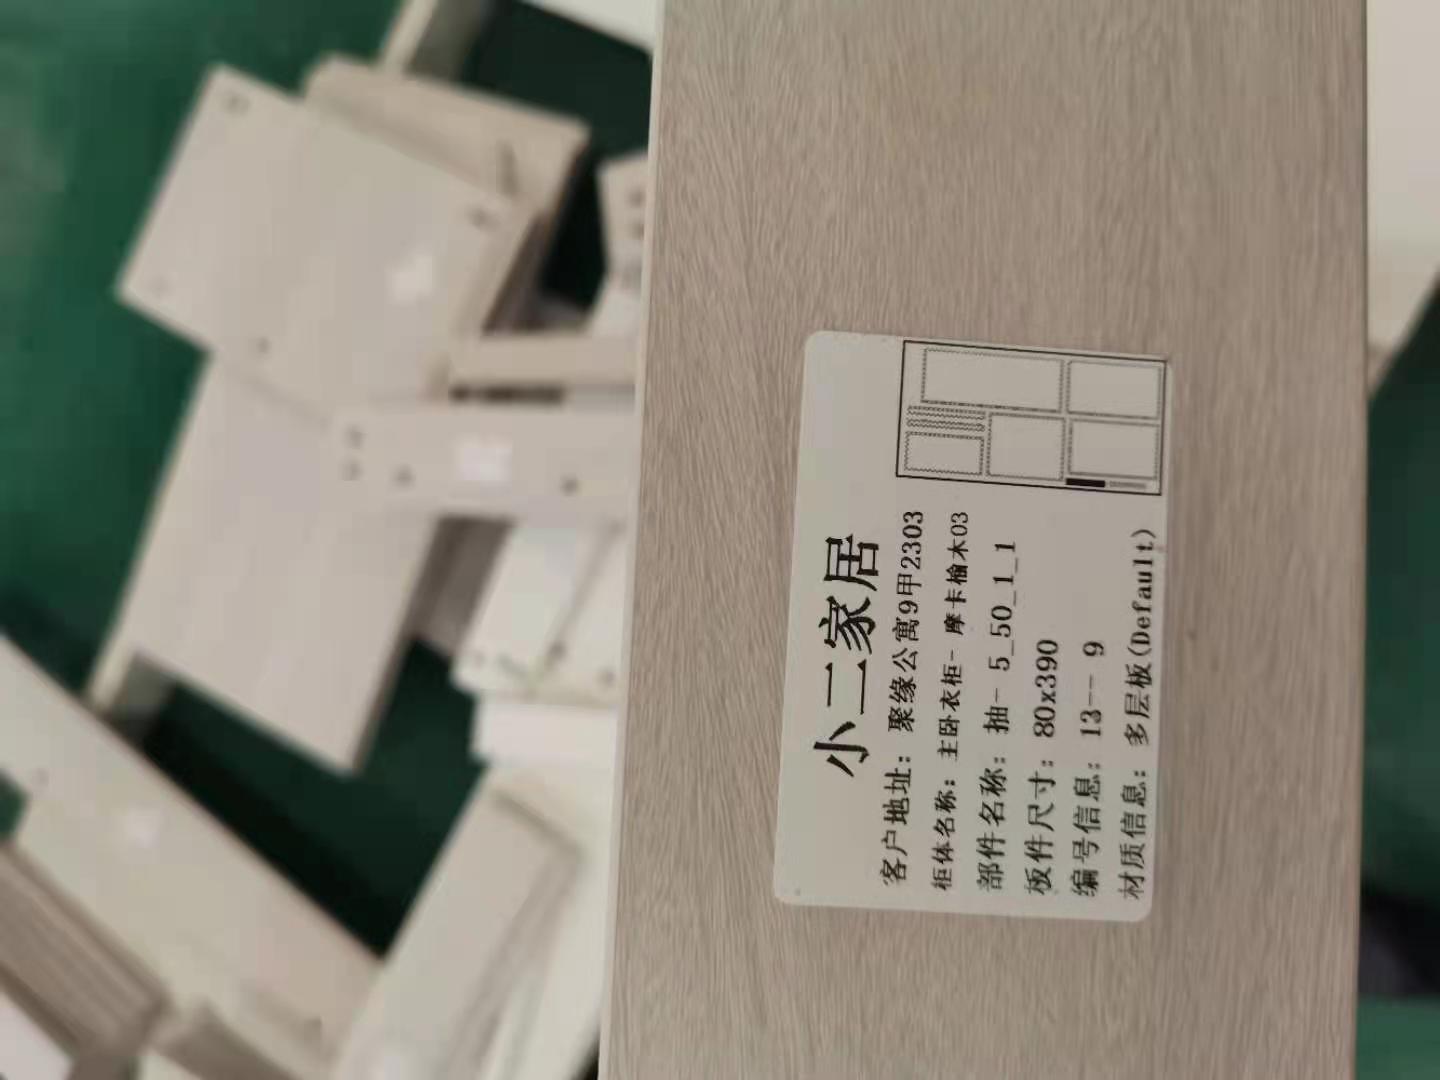 小二家居
客户地址：聚缘公寓9甲2303
柜体名称：主卧衣柜-摩卡榆木03
部件名称：抽- 5_50_1_1
板件尺寸：80x390
编号信息：13-- 9
材质信息：多层板(Default)